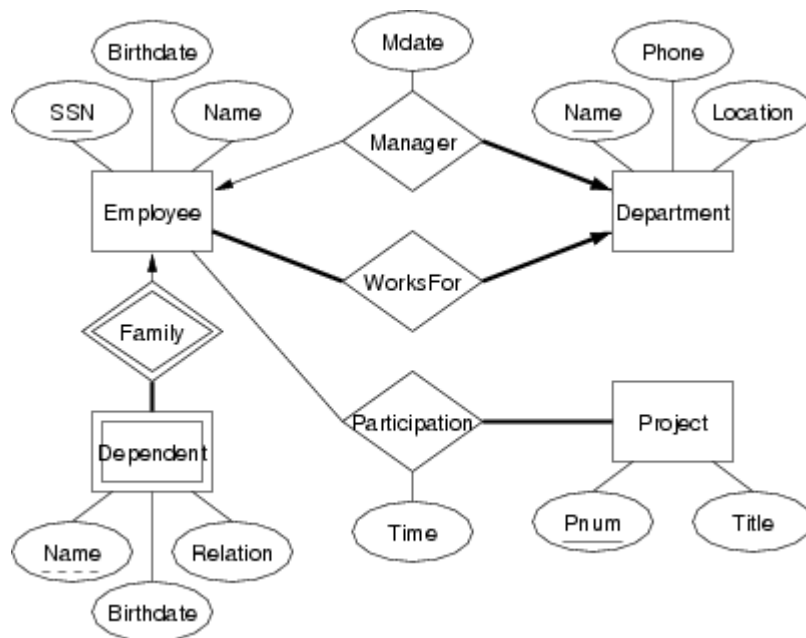 Birthdate
Mdate
Phone
SSN
Name
Name
Location
Manager
Employee
Department
WorksFor
Family
Participation
Project
Dependent
Name
Relation
Time
Pnum
Title
Birthdate